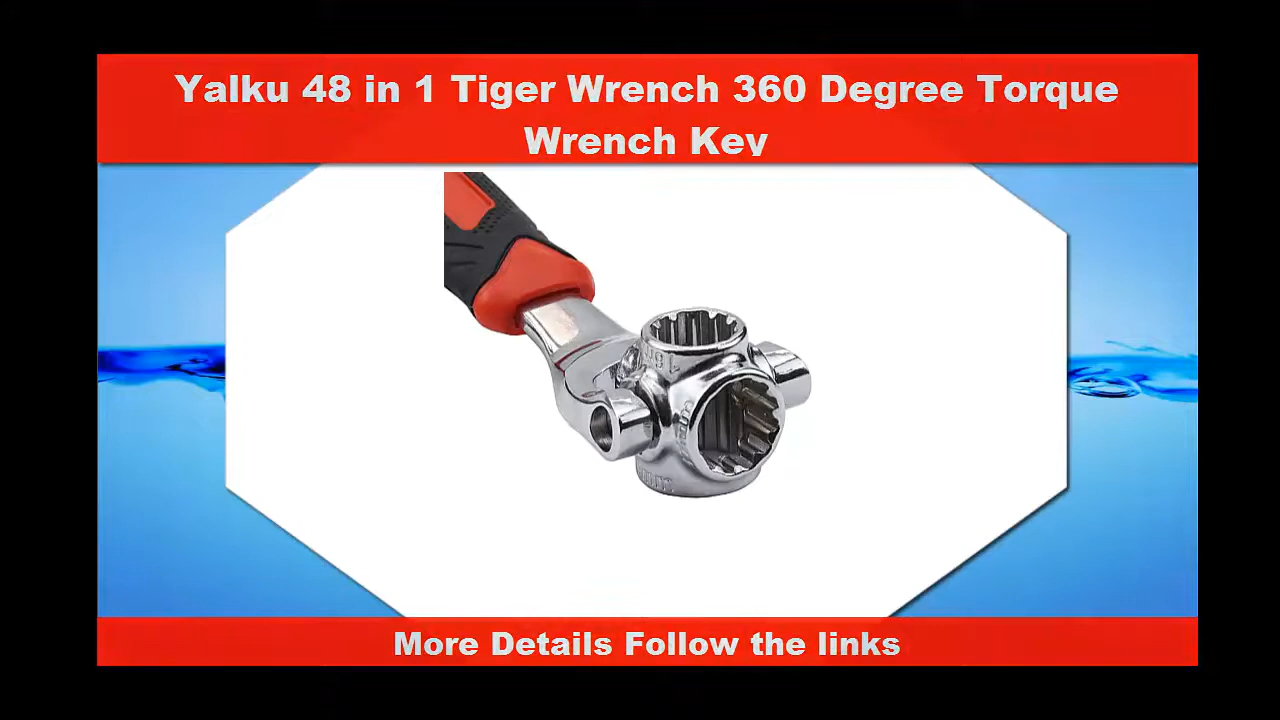 Yalku 48 in 1 Tiger Wrench 360 Degree Torque
Wrench Key
More Details Follow the links